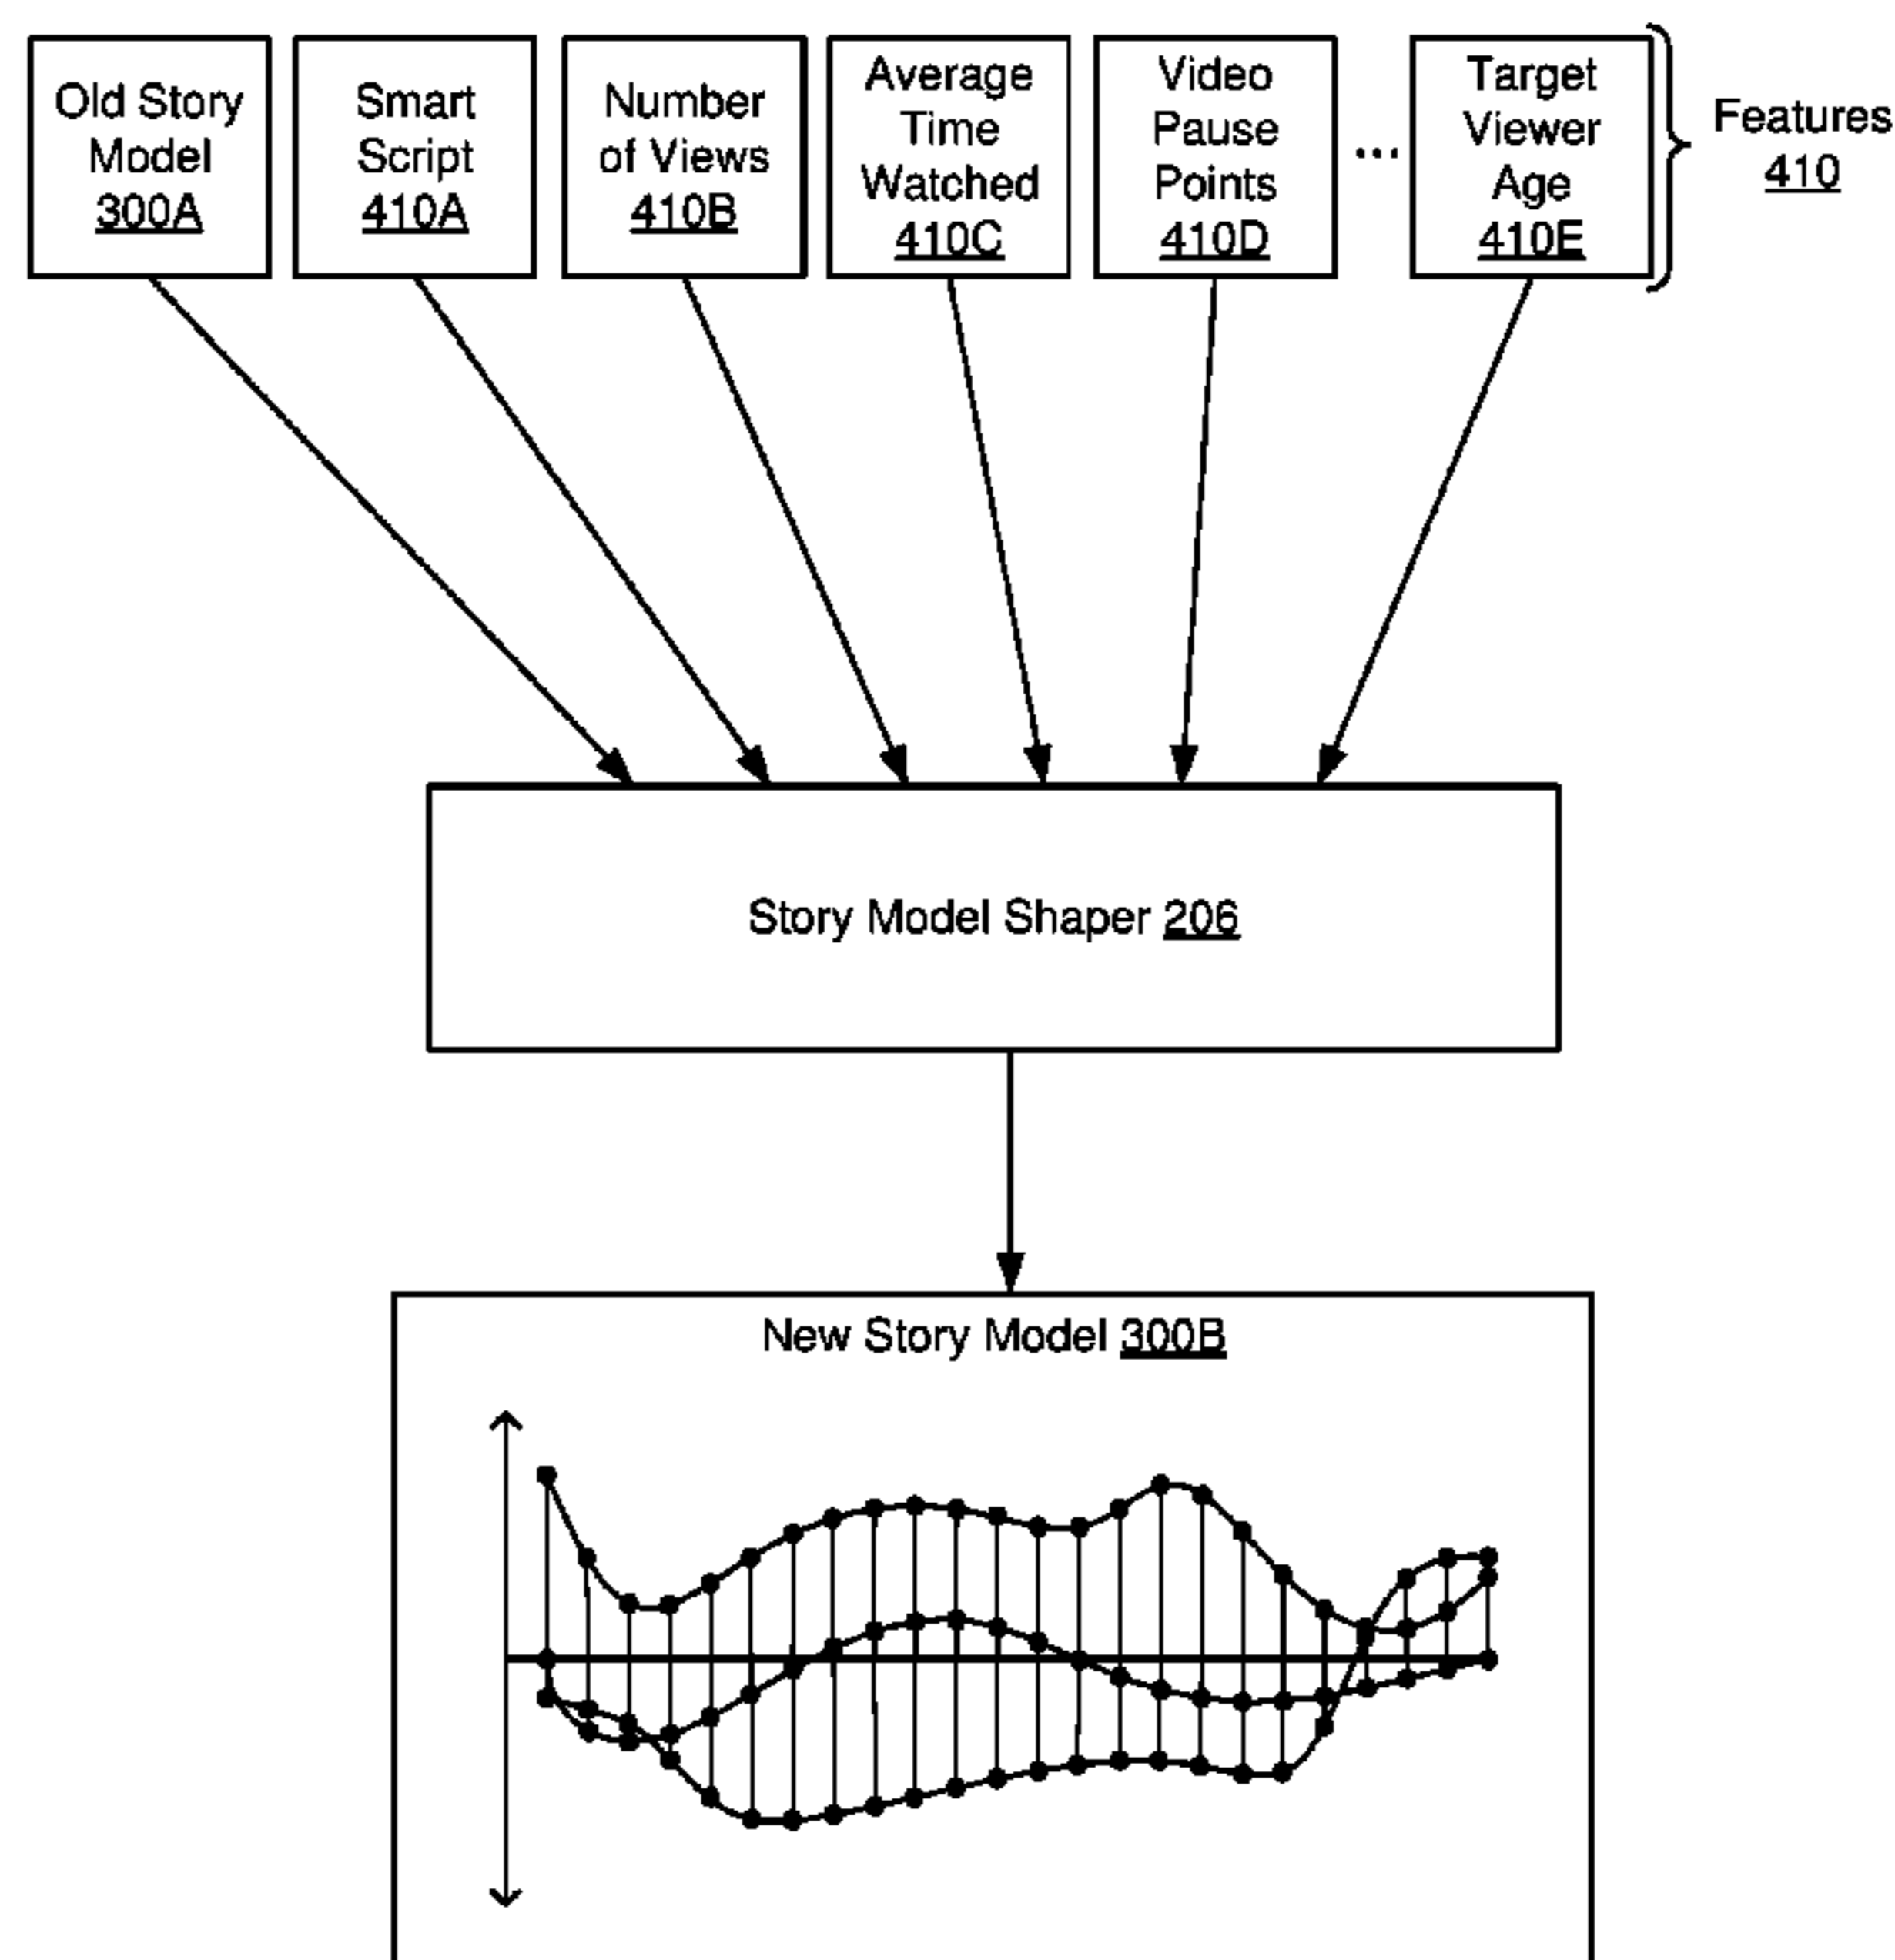 Old Story
Model
300A
Smart
Script
410A
Number
of Views
410B
Average
Time
Watched
410C
Video
Pause
Points
410D
...
Target
Viewer
Age
410E
Features
410
Story Model Shaper 206
New Story Model 300B